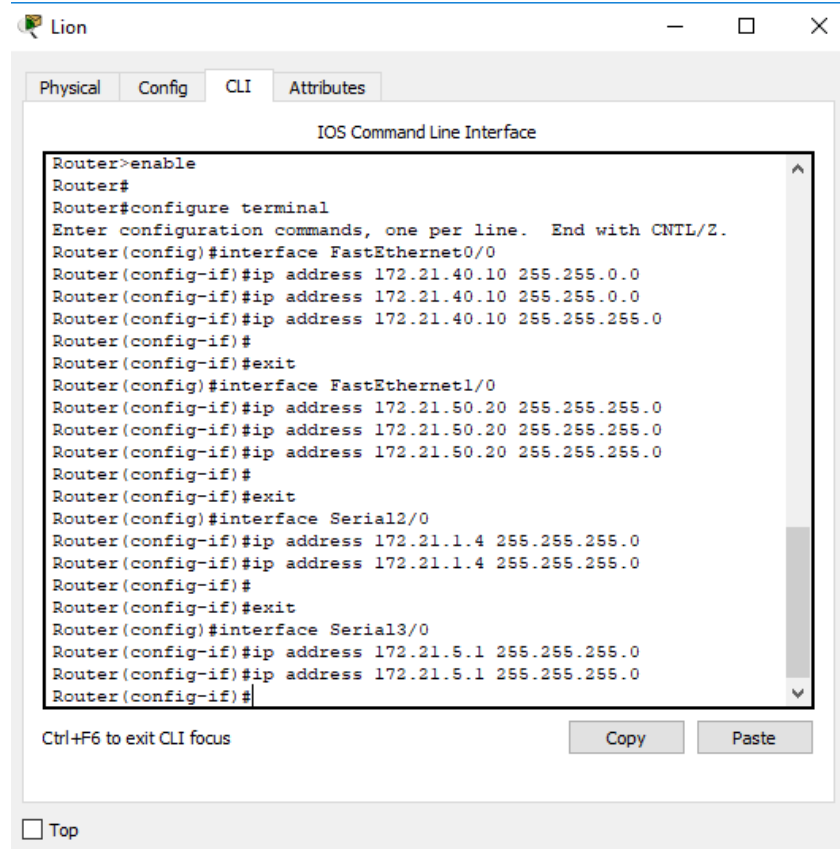 Lion
Physical Config CLI Attributes
IOS Command Line Interface
Router>enable
Router#
Router#configure terminal
Enter configuration commands, one per line.  End with CNTL/Z.
Router(config)#interface FastEthernet0/0
Router(config-if)#ip address 172.21.40.10 255.255.0.0
Router(config-if)#ip address 172.21.40.10 255.255.0.0
Router(config-if)#ip address 172.21.40.10 255.255.255.0
Router(config-if)#
Router(config-if)#exit
Router(config)#interface FastEthernet1/0
Router(config-if)#ip address 172.21.50.20 255.255.255.0
Router(config-if)#ip address 172.21.50.20 255.255.255.0
Router(config-if)#ip address 172.21.50.20 255.255.255.0
Router(config-if)#
Router(config-if)#exit
Router(config)#interface Serial2/0
Router(config-if)#ip address 172.21.1.4 255.255.255.0
Router(config-if)#ip address 172.21.1.4 255.255.255.0
Router(config-if)#
Router(config-if)#exit
Router(config)#interface Serial3/0
Router(config-if)#ip address 172.21.5.1 255.255.255.0
Router(config-if)#ip address 172.21.5.1 255.255.255.0
Router(config-if)#
Ctrl+F6 to exit CLI focus Copy Paste
Top